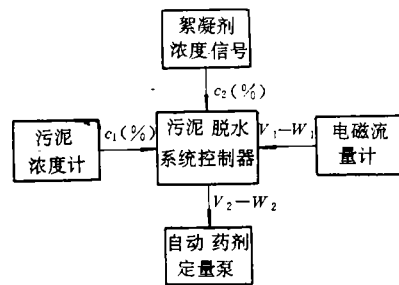 絮凝剂
浓度信号
c₂(%)
污泥
浓度计
c₁(%)
污泥 脱水
系统控制器
V₁—W₁
电磁流
量计
V₂—W₂
自动 药剂
定量泵